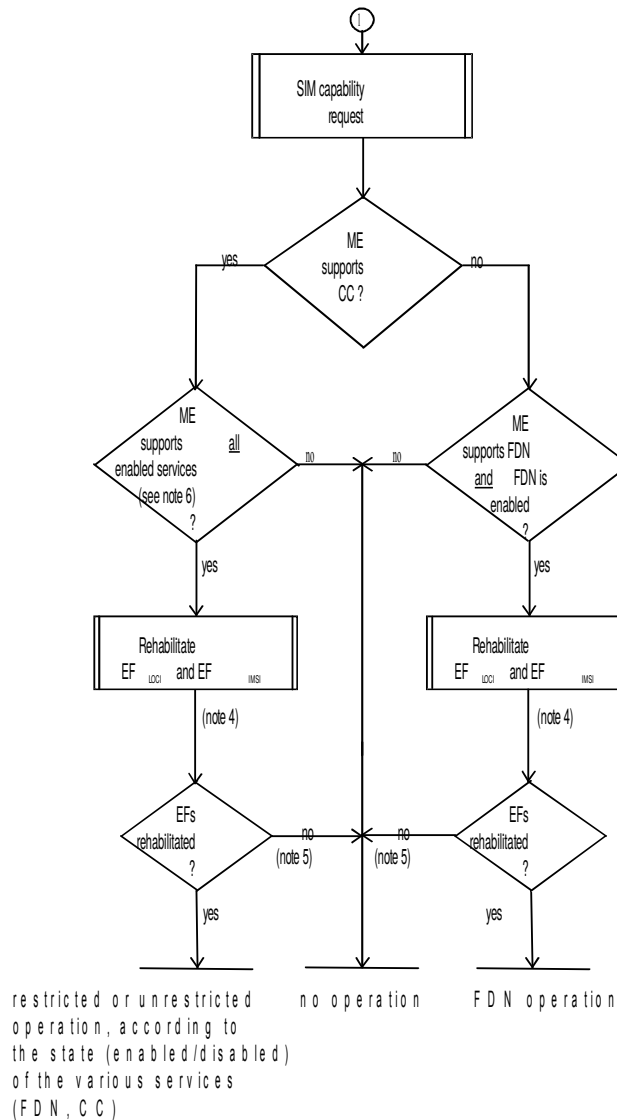 1
SIM capability
request
ME
supports
CC ?
yes
no
ME
supports all
enabled services
(see note 6)
?
no
no
ME
supports FDN
and FDN is
enabled
?
yes
yes
Rehabilitate
EF LOCI and EF IMSI
Rehabilitate
EF LOCI and EF IMSI
(note 4)
(note 4)
EFs
rehabilitated
?
no
(note 5)
no
(note 5)
EFs
rehabilitated
?
yes
yes
restricted or unrestricted
operation, according to
the state (enabled/disabled)
of the various services
(FDN, CC)
no operation
FDN operation